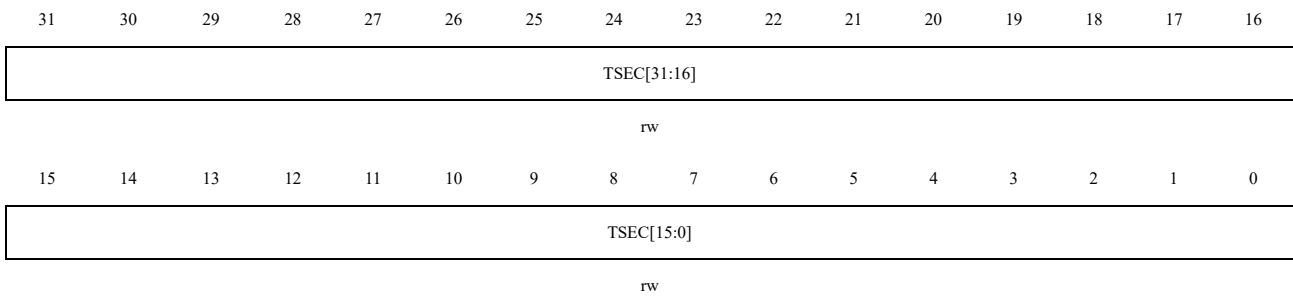 31 30 29 28 27 26 25 24 23 22 21 20 19 18 17 16
TSEC[31:16]
rw
15 14 13 12 11 10 9 8 7 6 5 4 3 2 1 0
TSEC[15:0]
rw